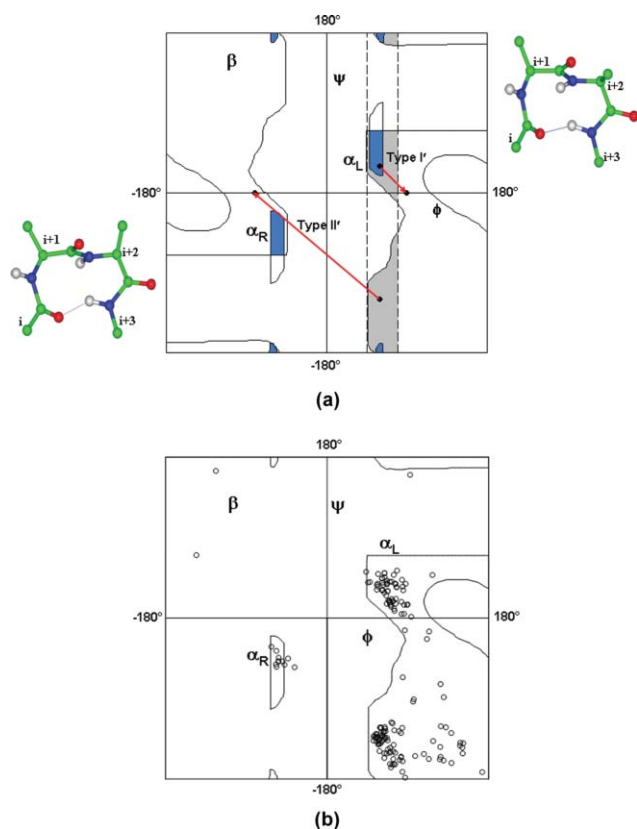 180°
β
ψ
i+1
i+2
i
i+3
αL
Type I′
-180°
180°
ϕ
αR
Type II′
i+1
i+2
i
i+3
-180°
(a)
180°
β
ψ
αL
-180°
180°
ϕ
αR
-180°
(b)